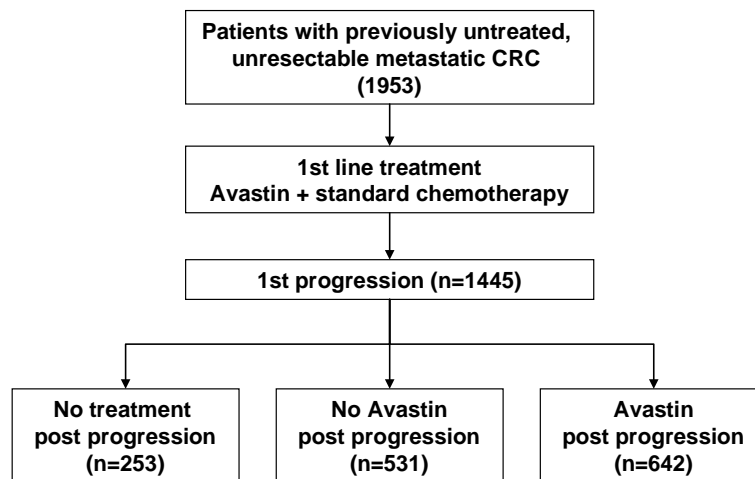 Patients with previously untreated,
unresectable metastatic CRC
(1953)
1st line treatment
Avastin + standard chemotherapy
1st progression (n=1445)
No treatment
post progression
(n=253)
No Avastin
post progression
(n=531)
Avastin
post progression
(n=642)